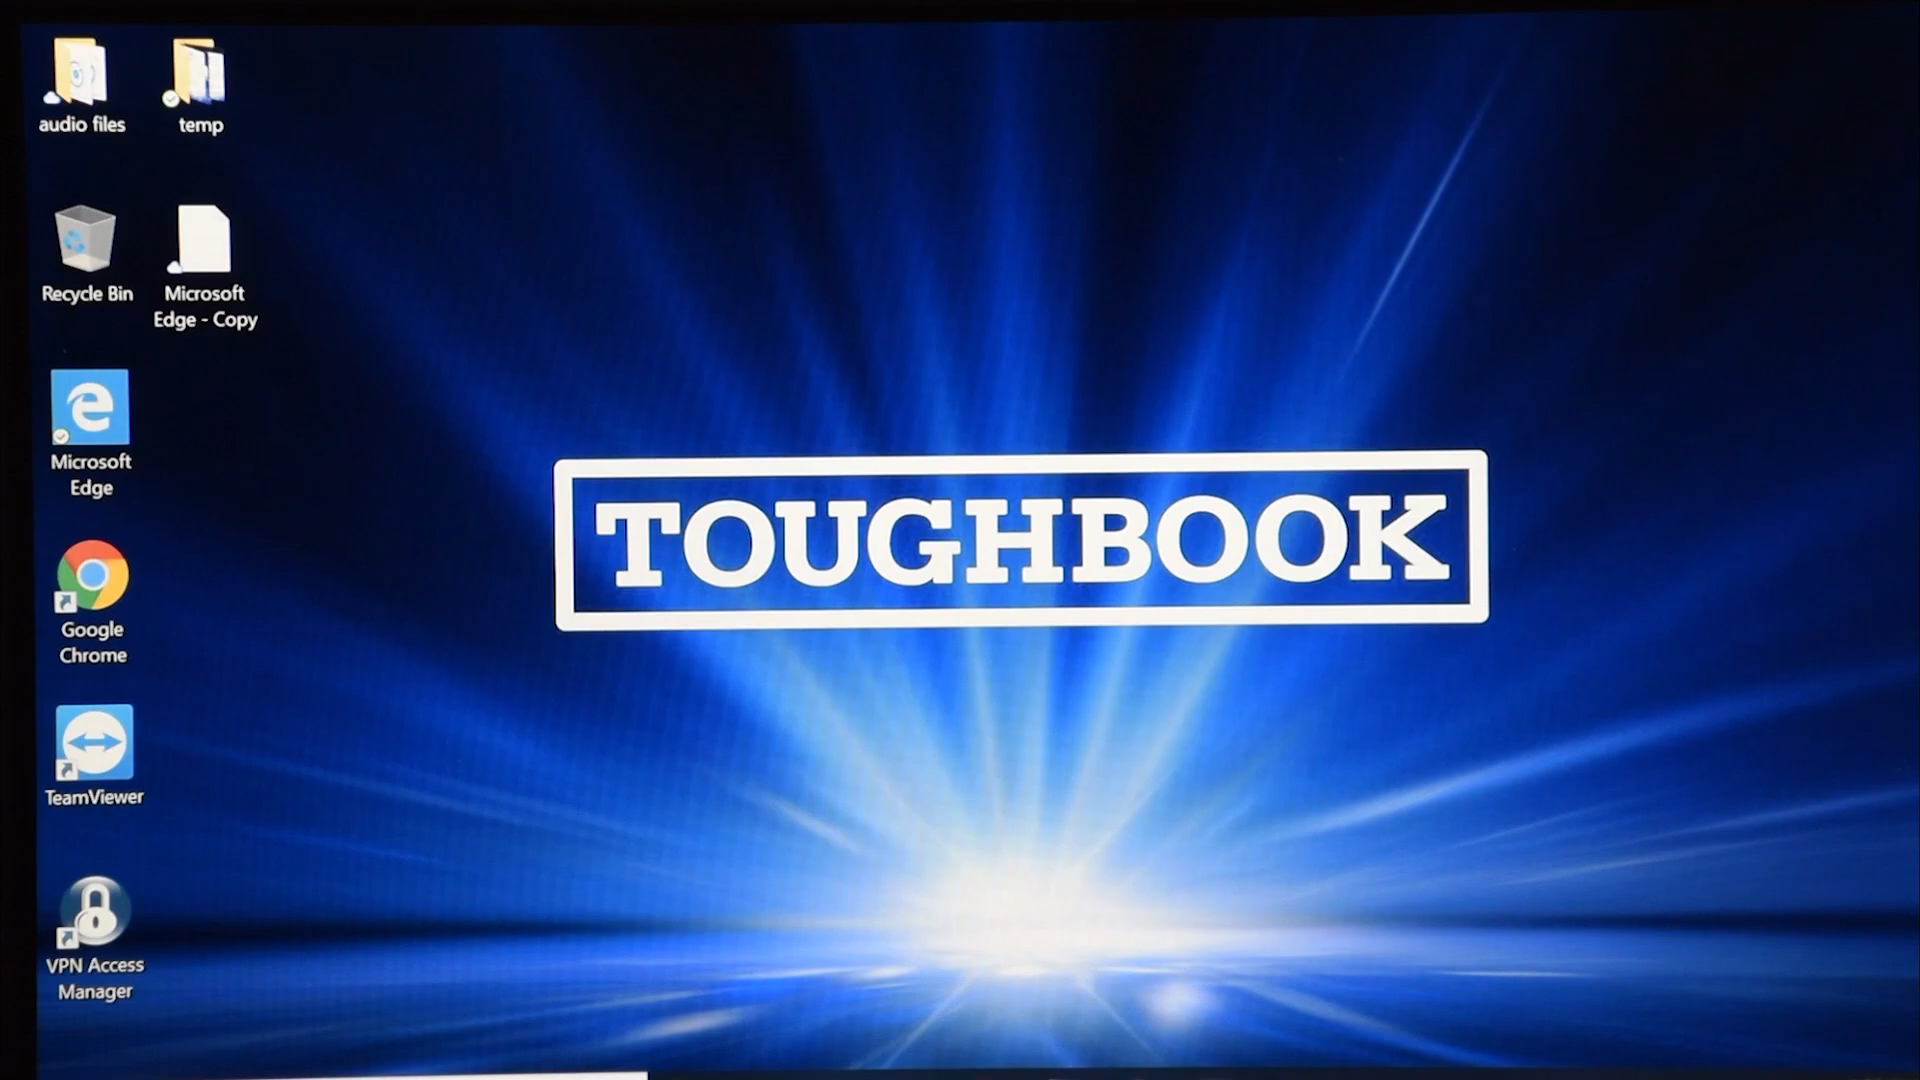 audio files
temp
Recycle Bin
Microsoft
Edge - Copy
Microsoft
Edge
TOUGHBOOK
Google
Chrome
TeamViewer
VPN Access
Manager